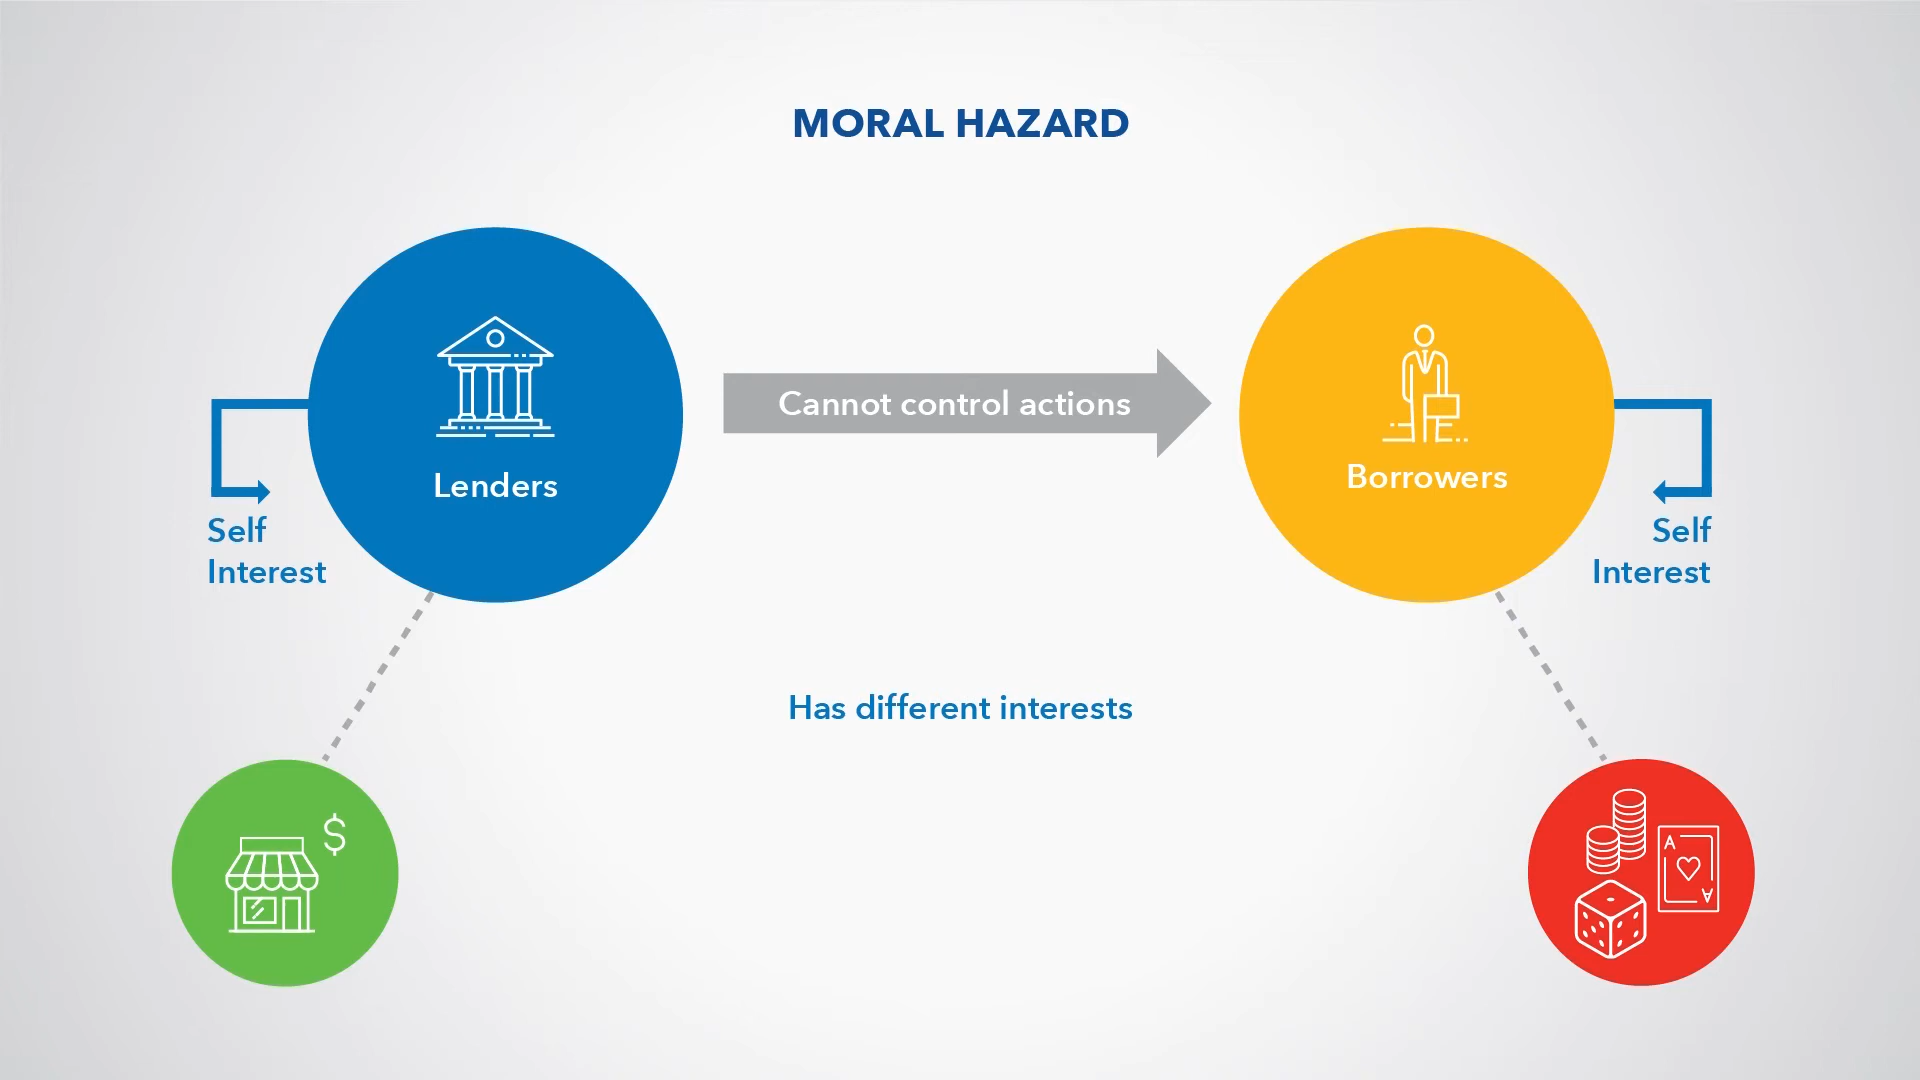 MORAL HAZARD
Cannot control actions
Lenders
Borrowers
Self
Interest
Self
Interest
Has different interests
$
A
A